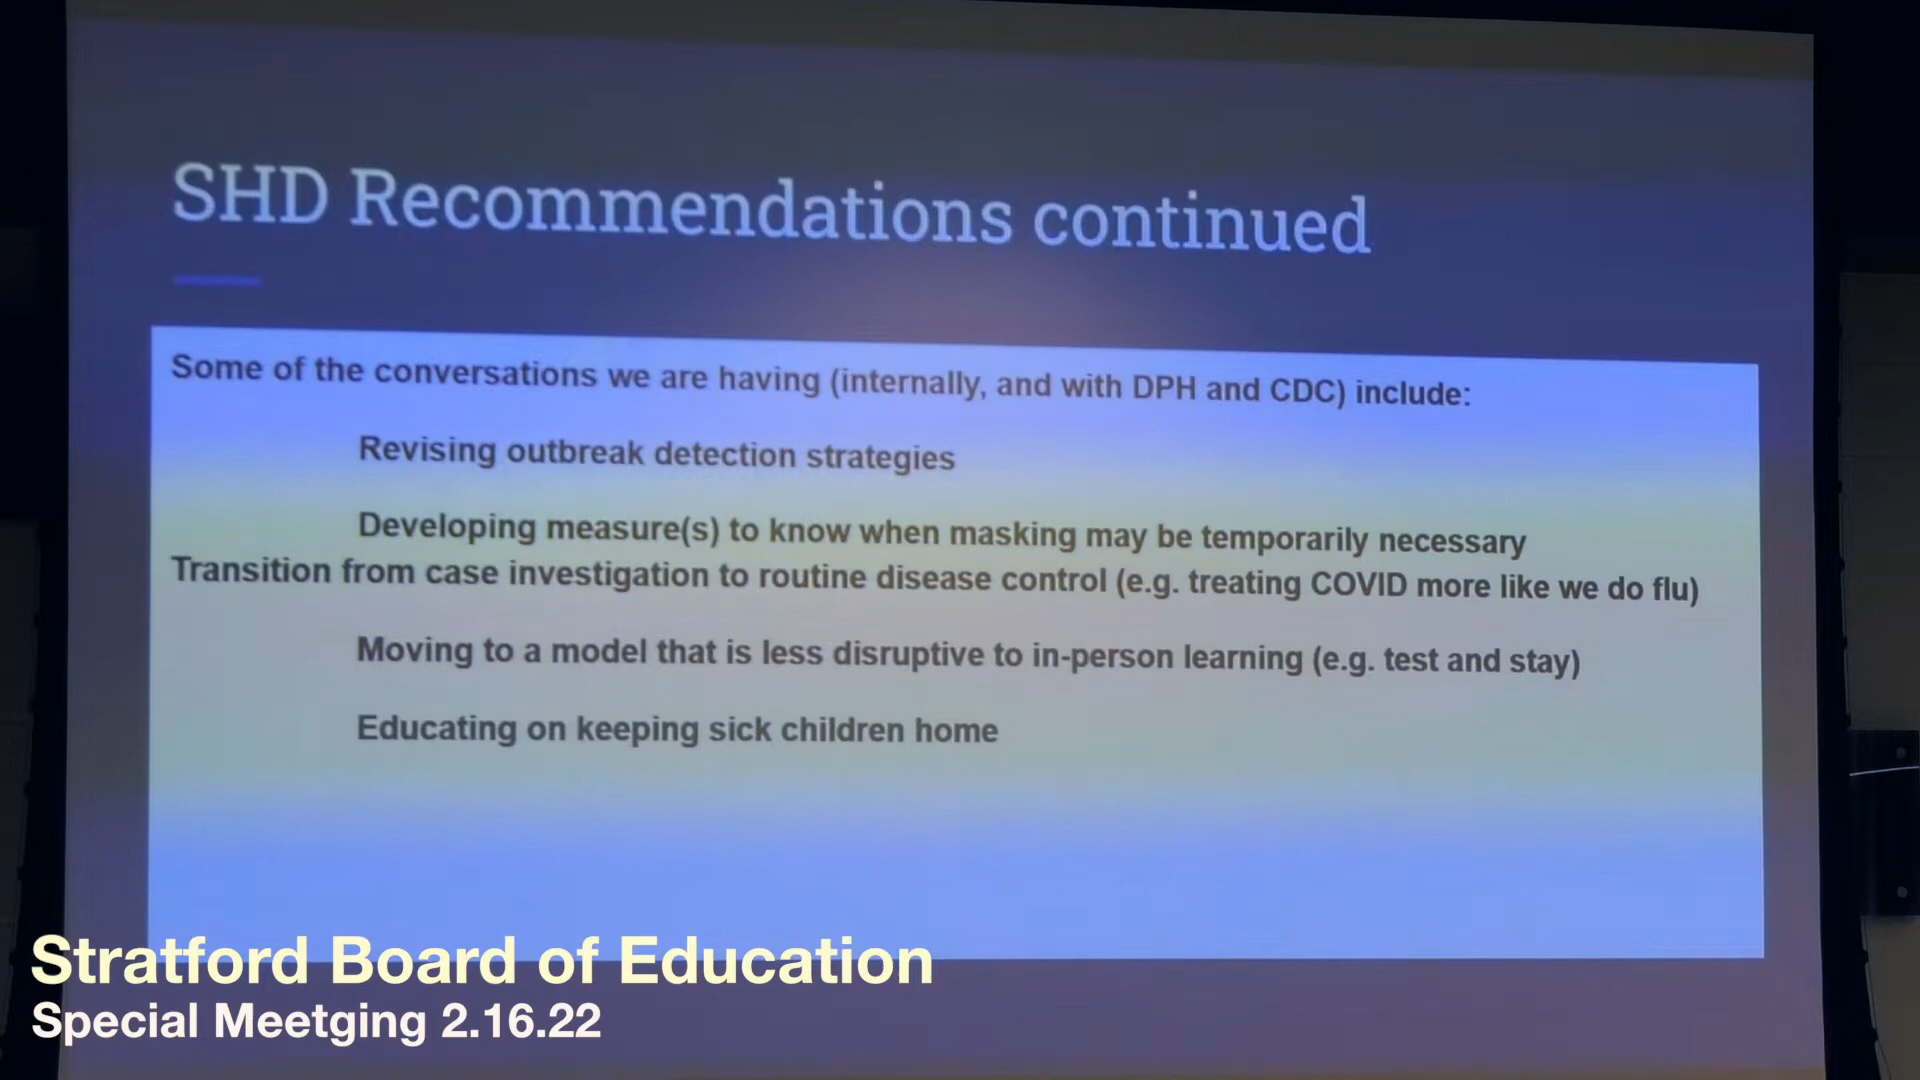 SHD Recommendations continued
Some of the conversations we are having (internally, and with DPH and CDC) include:
Revising outbreak detection strategies
Developing measure(s) to know when masking may be temporarily necessary
Transition from case investigation to routine disease control (e.g. treating COVID more like we do flu)
Moving to a model that is less disruptive to in-person learning (e.g. test and stay)
Educating on keeping sick children home
Stratford Board of Education
Special Meetging 2.16.22